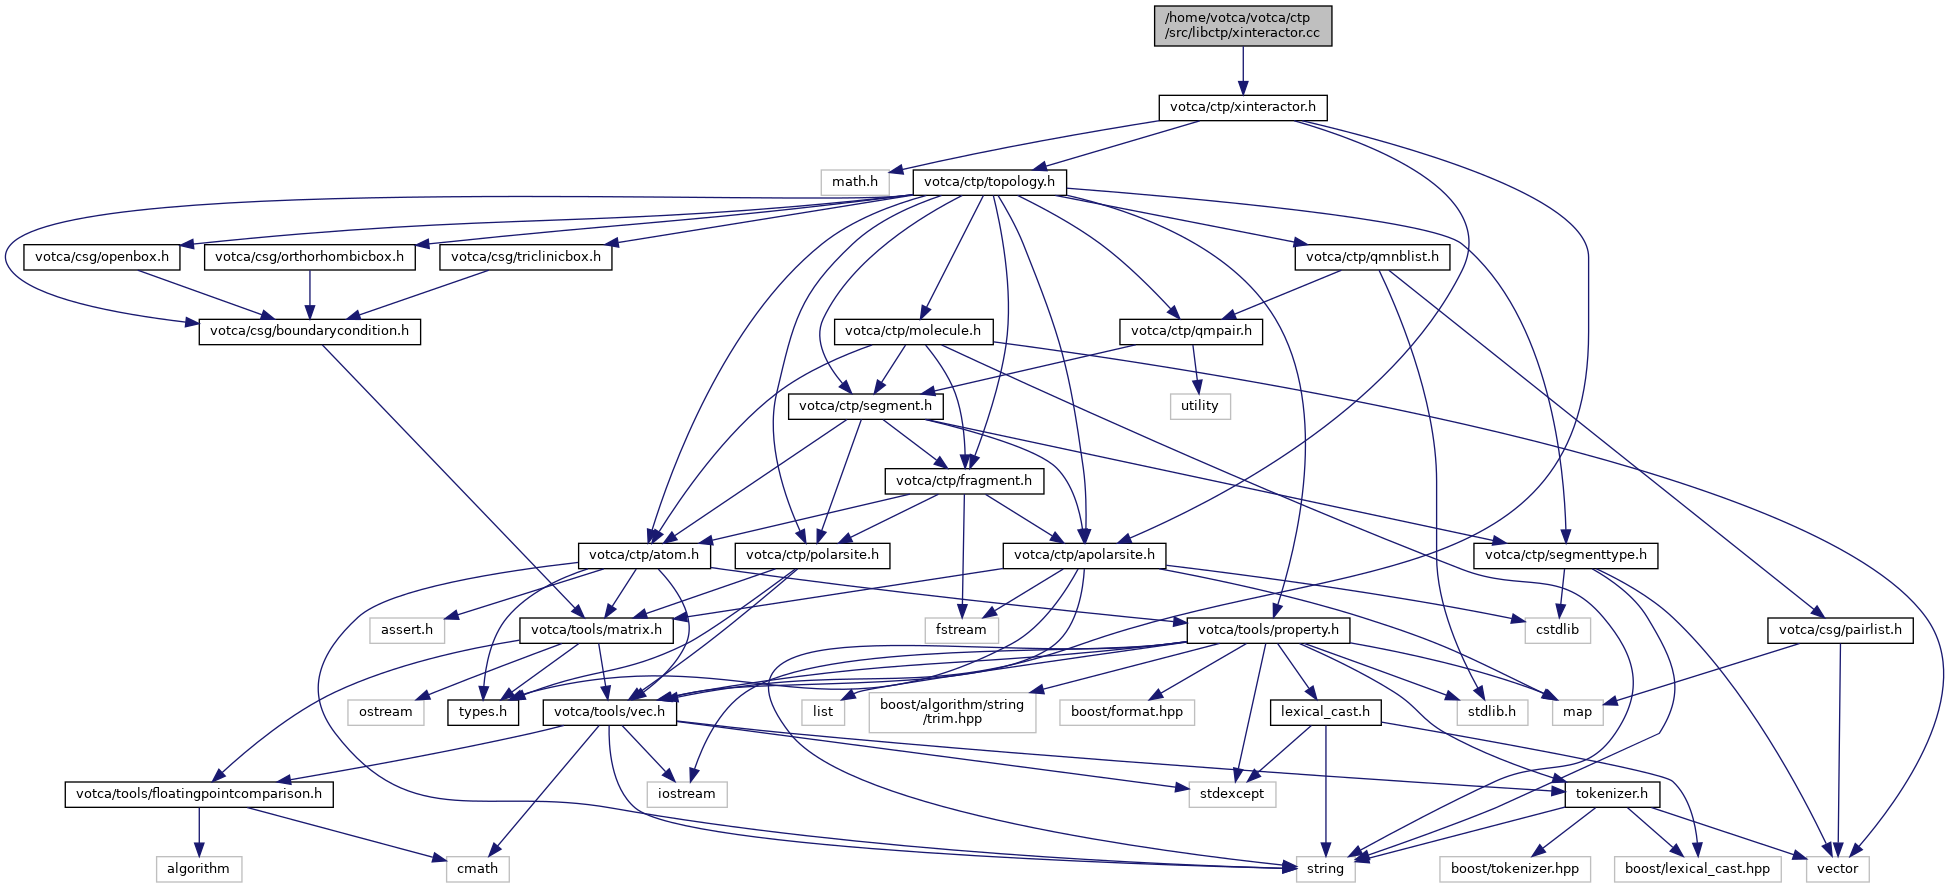 /home/votca/votca/ctp
/src/libctp/xinteractor.cc
votca/ctp/xinteractor.h
math.h
votca/ctp/topology.h
votca/csg/openbox.h
votca/csg/orthorhombicbox.h
votca/csg/triclinicbox.h
votca/ctp/qmnblist.h
votca/csg/boundarycondition.h
votca/ctp/molecule.h
votca/ctp/qmpair.h
votca/ctp/segment.h
utility
votca/ctp/fragment.h
votca/ctp/atom.h
votca/ctp/polarsite.h
votca/ctp/apolarsite.h
votca/ctp/segmenttype.h
assert.h
votca/tools/matrix.h
fstream
votca/tools/property.h
cstdlib
votca/csg/pairlist.h
ostream
types.h
votca/tools/vec.h
list
boost/algorithm/string
/trim.hpp
boost/format.hpp
lexical_cast.h
stdlib.h
map
votca/tools/floatingpointcomparison.h
iostream
stdexcept
tokenizer.h
algorithm
cmath
string
boost/tokenizer.hpp
boost/lexical_cast.hpp
vector